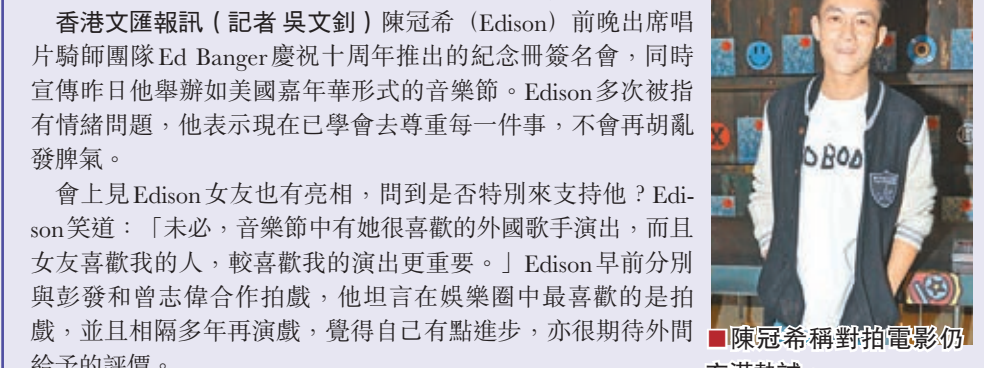 香港文匯報訊（記者 吳文釗）陳冠希（Edison）前晚出席唱
片騎師團隊Ed Banger慶祝十周年推出的紀念冊簽名會，同時
宣傳昨日他舉辦如美國嘉年華形式的音樂節。Edison多次被指
有情緒問題，他表示現在已學會去尊重每一件事，不會再胡亂
發脾氣。
會上見Edison女友也有亮相，問到是否特別來支持他？Edi-
son笑道：「未必，音樂節中有她很喜歡的外國歌手演出，而且
女友喜歡我的人，較喜歡我的演出更重要。」Edison早前分別
與彭發和曾志偉合作拍戲，他坦言在娛樂圈中最喜歡的是拍
戲，並且相隔多年再演戲，覺得自己有點進步，亦很期待外間
給予的評價。
■陳冠希稱對拍電影仍